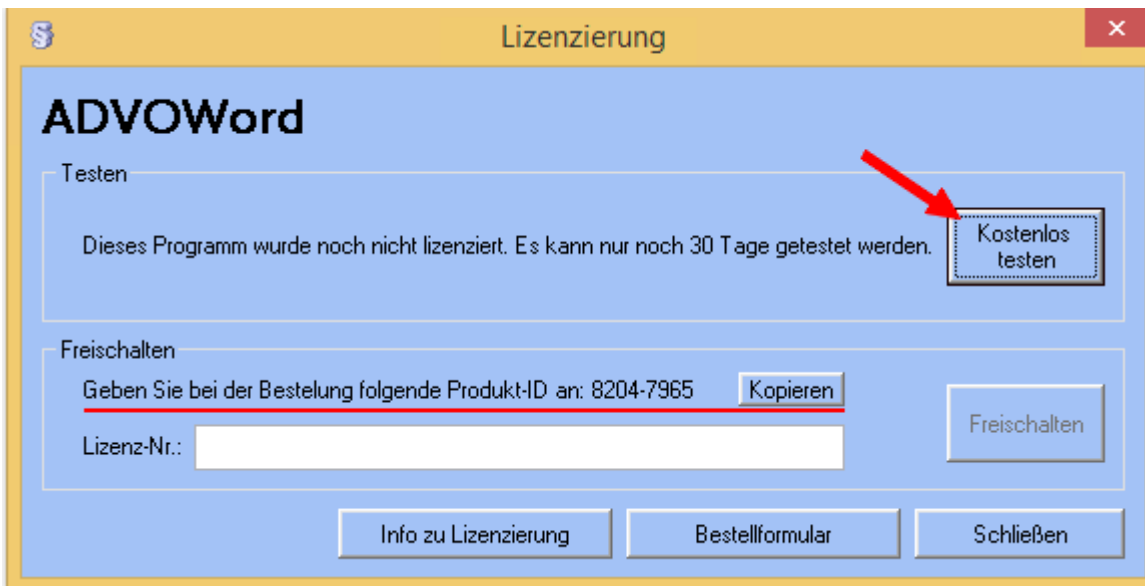 Lizenzierung
ADVOWord
Testen
Dieses Programm wurde noch nicht lizenziert. Es kann nur noch 30 Tage getestet werden.
Kostenlos
testen
Freischalten
Geben Sie bei der Bestelung folgende Produkt-ID an: 8204-7965
Kopieren
Lizenz-Nr.:
Freischalten
Info zu Lizenzierung
Bestellformular
Schließen